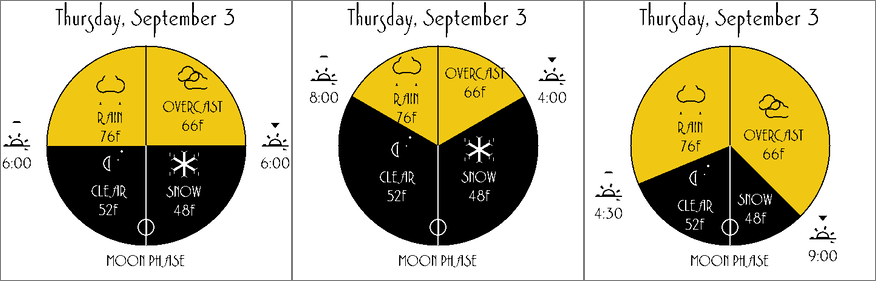 Thursday, September 3
RAIN
76F
OVERCAST
66F
6:00
6:00
CLEAR
52F
SNOW
48F
MOON PHASE
Thursday, September 3
RAIN
76F
OVERCAST
66F
8:00
4:00
CLEAR
52F
SNOW
48F
MOON PHASE
Thursday, September 3
RAIN
76F
OVERCAST
66F
4:30
CLEAR
52F
SNOW
48F
9:00
MOON PHASE